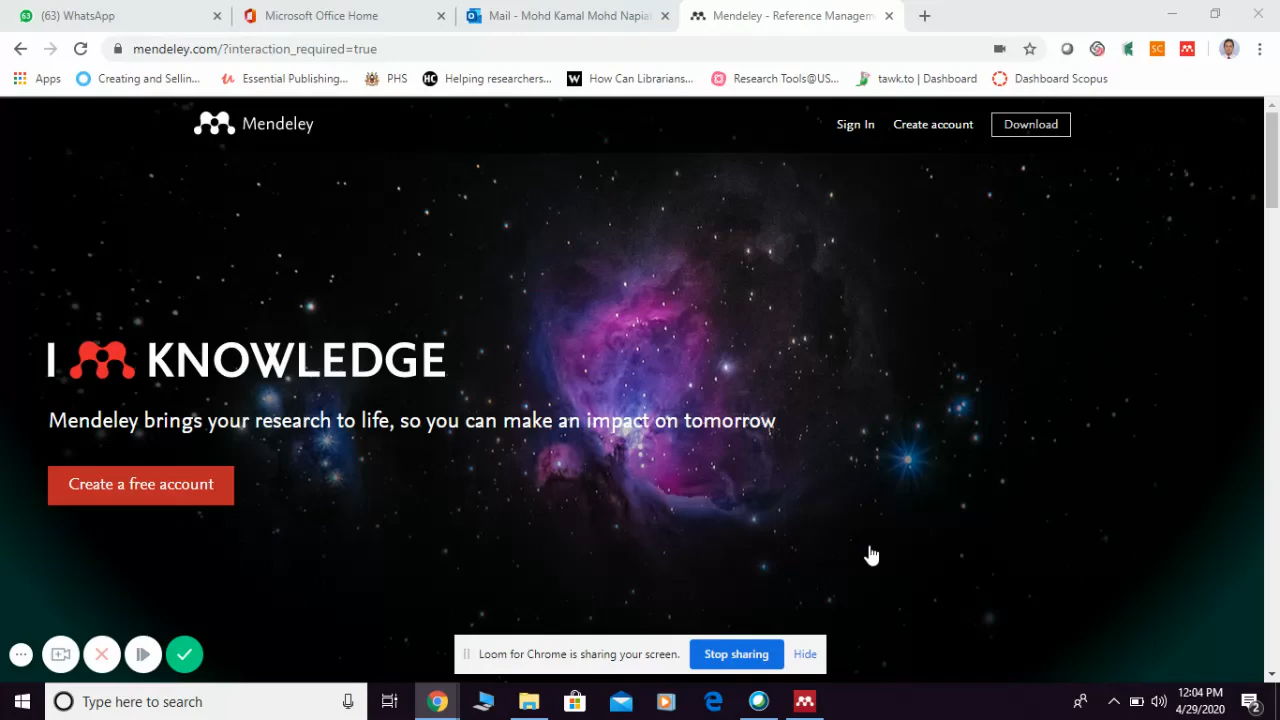 (63) WhatsApp
Microsoft Office Home
Mail - Mohd Kamal Mohd Napia
Mendeley - Reference Managem
mendeley.com/?interaction_required=true
Apps
Creating and Sellin...
Essential Publishing...
PHS
HC
Helping researchers...
W
How Can Librarians...
Research Tools@US...
tawk.to | Dashboard
Dashboard Scopus
SC
Mendeley
Sign In
Create account
Download
I KNOWLEDGE
Mendeley brings your research to life, so you can make an impact on tomorrow
Create a free account
Loom for Chrome is sharing your screen.
Stop sharing
Hide
Type here to search
12:04 PM
4/29/2020
2